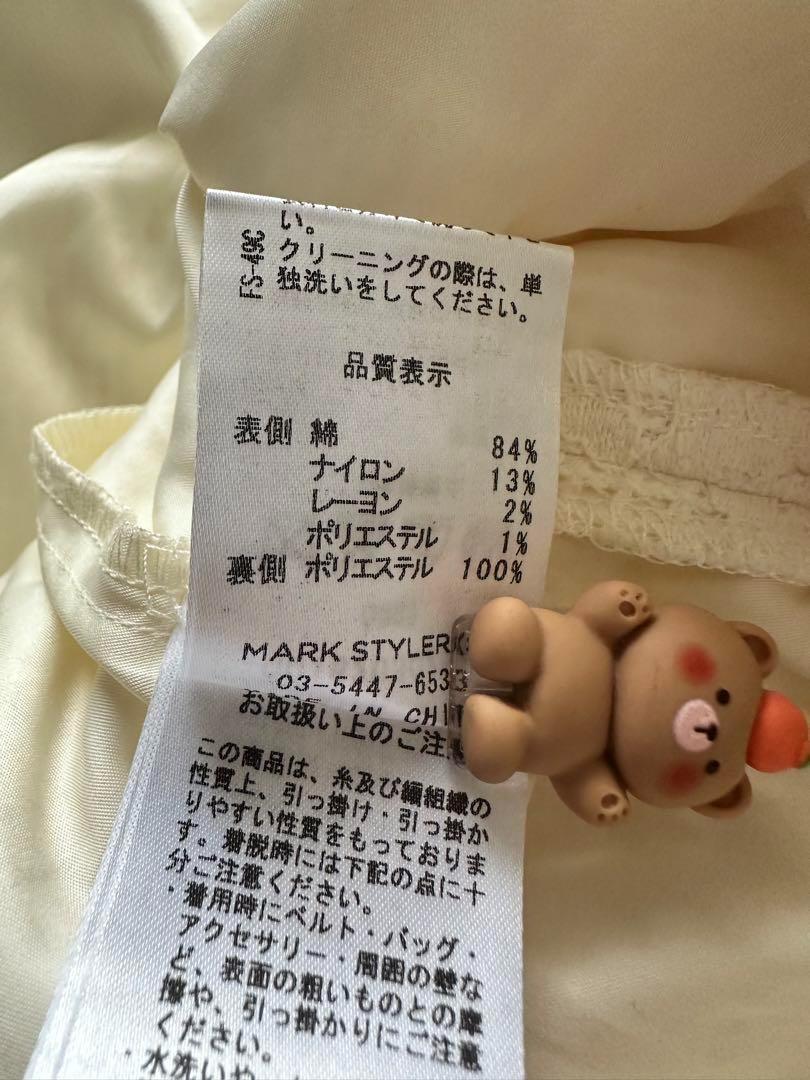 い。
クリーニングの際は、単
独洗いをしてください。
FS-49C
品質表示
表側 綿 84%
ナイロン 13%
レーヨン 2%
ポリエステル 1%
裏側 ポリエステル 100%
MARK STYLER
03-5447-653
お取扱い上のご注
この商品は、糸及び編組織の
性質上、引っ掛け・引っ掛か
りやすい性質をもっておりま
す。着脱時には下記の点に十
分ご注意ください。
・着用時にベルト・バッグ・
アクセサリー・周囲の壁な
ど、表面の粗いものとの摩
擦や、引っ掛かりにご注意
ください。
・水洗いや